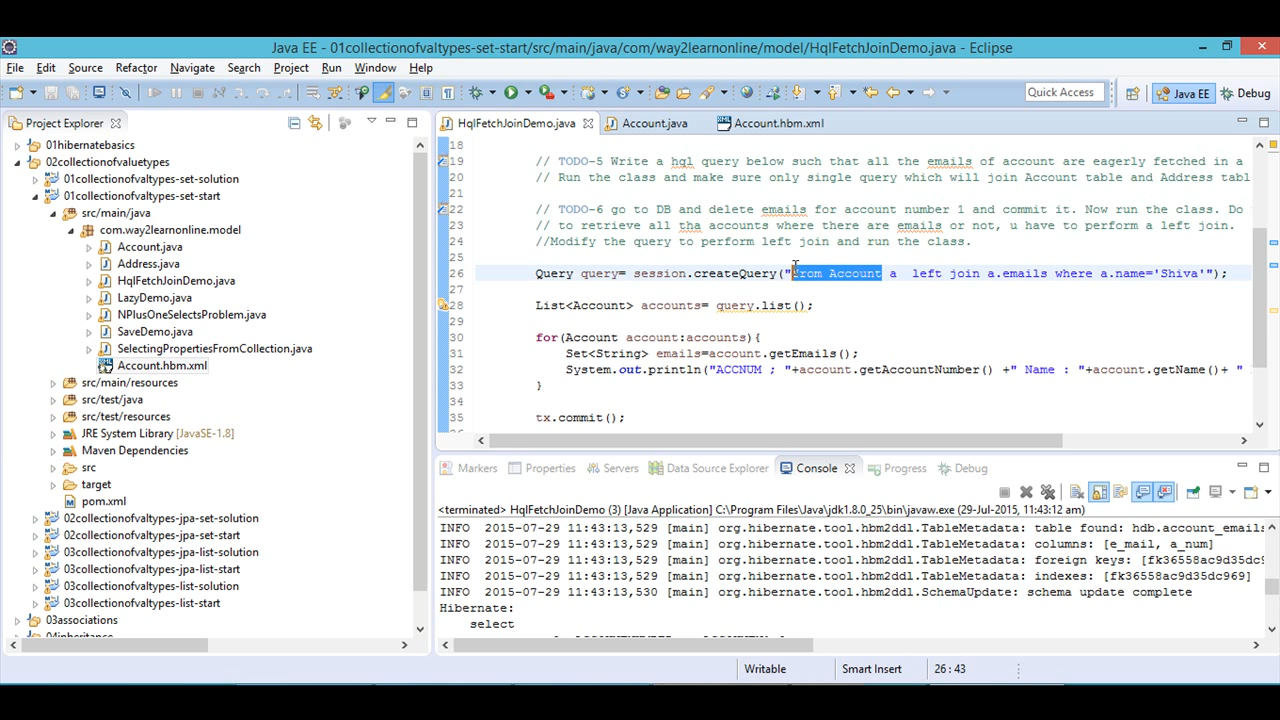 Java EE - 01collectionofvaltypes-set-start/src/main/java/com/way2learnonline/model/HqlFetchJoinDemo.java - Eclipse
File Edit Source Refactor Navigate Search Project Run Window Help
Quick Access Java EE Debug
Project Explorer
01hibernatebasics
02collectionofvaluetypes
01collectionofvaltypes-set-solution
01collectionofvaltypes-set-start
src/main/java
com.way2learnonline.model
Account.java
Address.java
HqlFetchJoinDemo.java
LazyDemo.java
NPlusOneSelectsProblem.java
SaveDemo.java
SelectingPropertiesFromCollection.java
Account.hbm.xml
src/main/resources
src/test/java
src/test/resources
JRE System Library [JavaSE-1.8]
Maven Dependencies
src
target
pom.xml
02collectionofvaltypes-jpa-set-solution
02collectionofvaltypes-jpa-set-start
03collectionofvaltypes-jpa-list-solution
03collectionofvaltypes-jpa-list-start
03collectionofvaltypes-list-solution
03collectionofvaltypes-list-start
03associations
04inheritance
HqlFetchJoinDemo.java Account.java Account.hbm.xml
18
19 // TODO-5 Write a hql query below such that all the emails of account are eagerly fetched in a
20 // Run the class and make sure only single query which will join Account table and Address tabl
21
22 // TODO-6 go to DB and delete emails for account number 1 and commit it. Now run the class. Do
23 // to retrieve all tha accounts where there are emails or not, u have to perform a left join.
24 //Modify the query to perform left join and run the class.
25
26 Query query= session.createQuery("from Account a  left join a.emails where a.name='Shiva'");
27
28 List<Account> accounts= query.list();
29
30 for(Account account:accounts){
31 Set<String> emails=account.getEmails();
32 System.out.println("ACCNUM ; "+account.getAccountNumber() +" Name : "+account.getName()+ "
33 }
34
35 tx.commit();
Markers Properties Servers Data Source Explorer Console Progress Debug
<terminated> HqlFetchJoinDemo (3) [Java Application] C:\Program Files\Java\jdk1.8.0_25\bin\javaw.exe (29-Jul-2015, 11:43:12 am)
INFO  2015-07-29 11:43:13,529 [main] org.hibernate.tool.hbm2ddl.TableMetadata: table found: hdb.account_emails
INFO  2015-07-29 11:43:13,529 [main] org.hibernate.tool.hbm2ddl.TableMetadata: columns: [e_mail, a_num]
INFO  2015-07-29 11:43:13,529 [main] org.hibernate.tool.hbm2ddl.TableMetadata: foreign keys: [fk36558ac9d35dc9
INFO  2015-07-29 11:43:13,529 [main] org.hibernate.tool.hbm2ddl.TableMetadata: indexes: [fk36558ac9d35dc969]
INFO  2015-07-29 11:43:13,530 [main] org.hibernate.tool.hbm2ddl.SchemaUpdate: schema update complete
Hibernate:
select
Writable Smart Insert 26 : 43